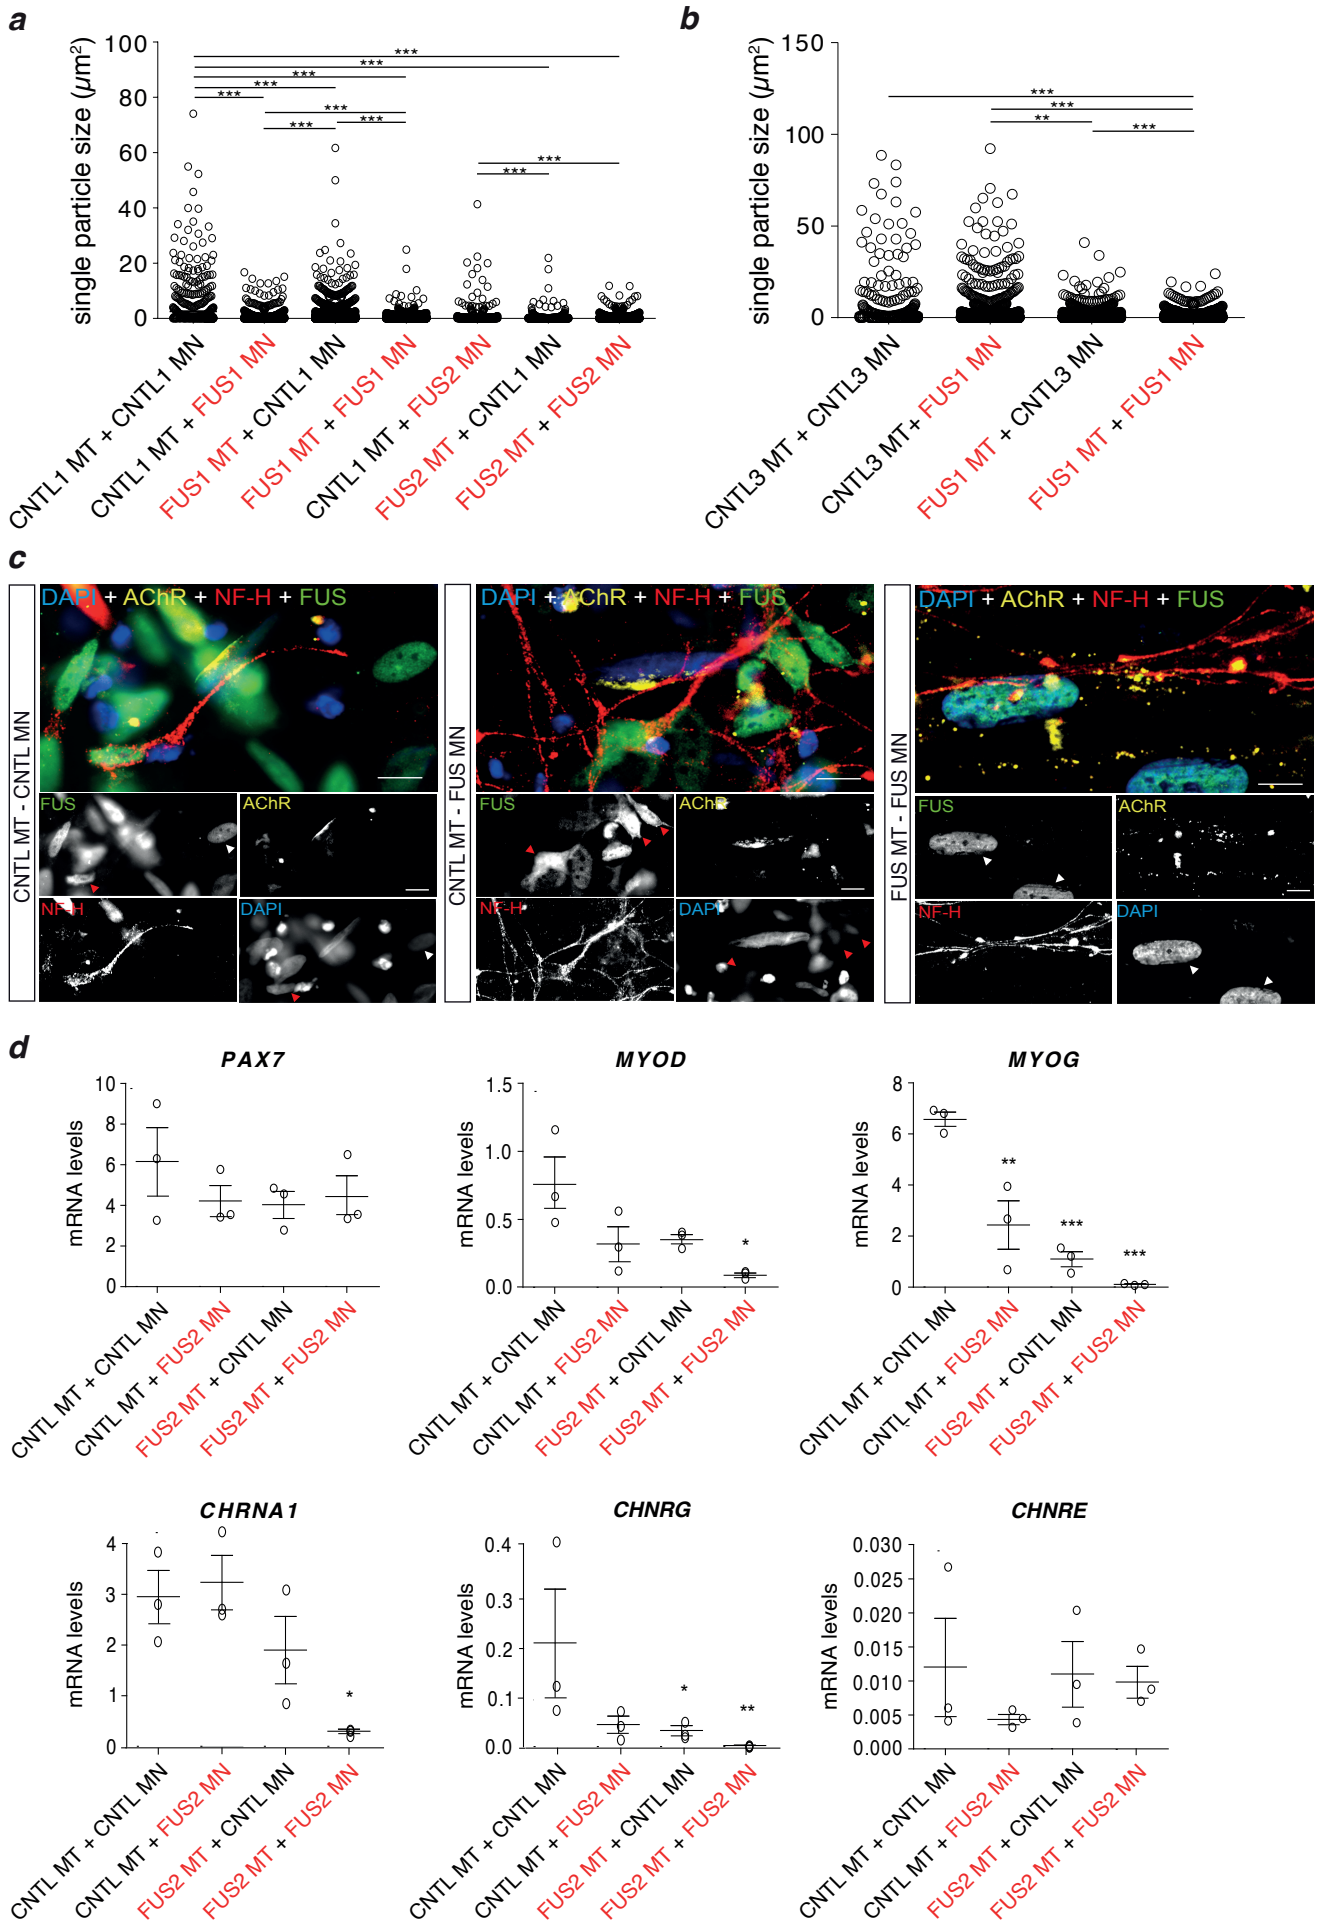 a
single particle size (µm²)
100
80
60
40
20
0
***
***
***
***
***
***
***
***
***
***
CNTL1 MT + CNTL1 MN
CNTL1 MT + FUS1 MN
FUS1 MT + CNTL1 MN
FUS1 MT + FUS1 MN
CNTL1 MT + FUS2 MN
FUS2 MT + CNTL1 MN
FUS2 MT + FUS2 MN
b
single particle size (µm²)
150
100
50
0
***
***
**
***
CNTL3 MT + CNTL3 MN
CNTL3 MT+ FUS1 MN
FUS1 MT + CNTL3 MN
FUS1 MT + FUS1 MN
c
CNTL MT - CNTL MN
DAPI + AChR + NF-H + FUS
FUS
AChR
NF-H
DAPI
CNTL MT - FUS MN
DAPI + AChR + NF-H + FUS
FUS
AChR
NF-H
DAPI
FUS MT - FUS MN
DAPI + AChR + NF-H + FUS
FUS
AChR
NF-H
DAPI
d
PAX7
mRNA levels
10
8
6
4
2
0
CNTL MT + CNTL MN
CNTL MT + FUS2 MN
FUS2 MT + CNTL MN
FUS2 MT + FUS2 MN
MYOD
mRNA levels
1.5
1.0
0.5
0.0
*
CNTL MT + CNTL MN
CNTL MT + FUS2 MN
FUS2 MT + CNTL MN
FUS2 MT + FUS2 MN
MYOG
mRNA levels
8
6
4
2
0
**
***
***
CNTL MT + CNTL MN
CNTL MT + FUS2 MN
FUS2 MT + CNTL MN
FUS2 MT + FUS2 MN
CHRNA1
mRNA levels
4
3
2
1
0
*
CNTL MT + CNTL MN
CNTL MT + FUS2 MN
FUS2 MT + CNTL MN
FUS2 MT + FUS2 MN
CHNRG
mRNA levels
0.4
0.3
0.2
0.1
0.0
*
**
CNTL MT + CNTL MN
CNTL MT + FUS2 MN
FUS2 MT + CNTL MN
FUS2 MT + FUS2 MN
CHNRE
mRNA levels
0.030
0.025
0.020
0.015
0.010
0.005
0.000
CNTL MT + CNTL MN
CNTL MT + FUS2 MN
FUS2 MT + CNTL MN
FUS2 MT + FUS2 MN